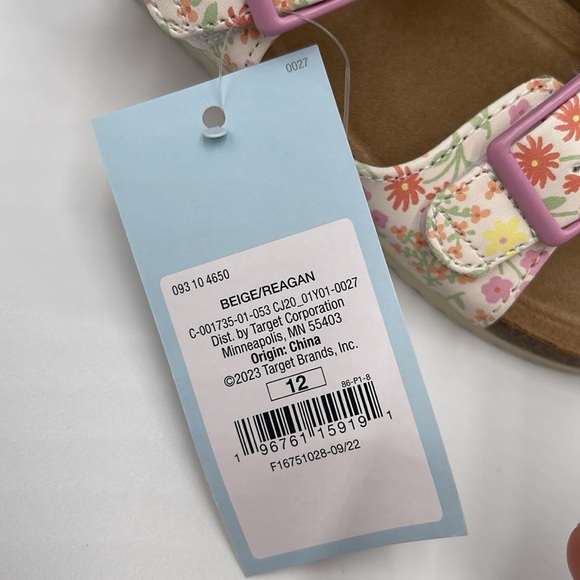 0027
093 10 4650
BEIGE/REAGAN
C-001735-01-053 CJ20_01Y01-0027
Dist. by Target Corporation
Minneapolis, MN 55403
Origin: China
©2023 Target Brands, Inc.
12
86-P1-8
1 96761 15919 1
F16751028-09/22